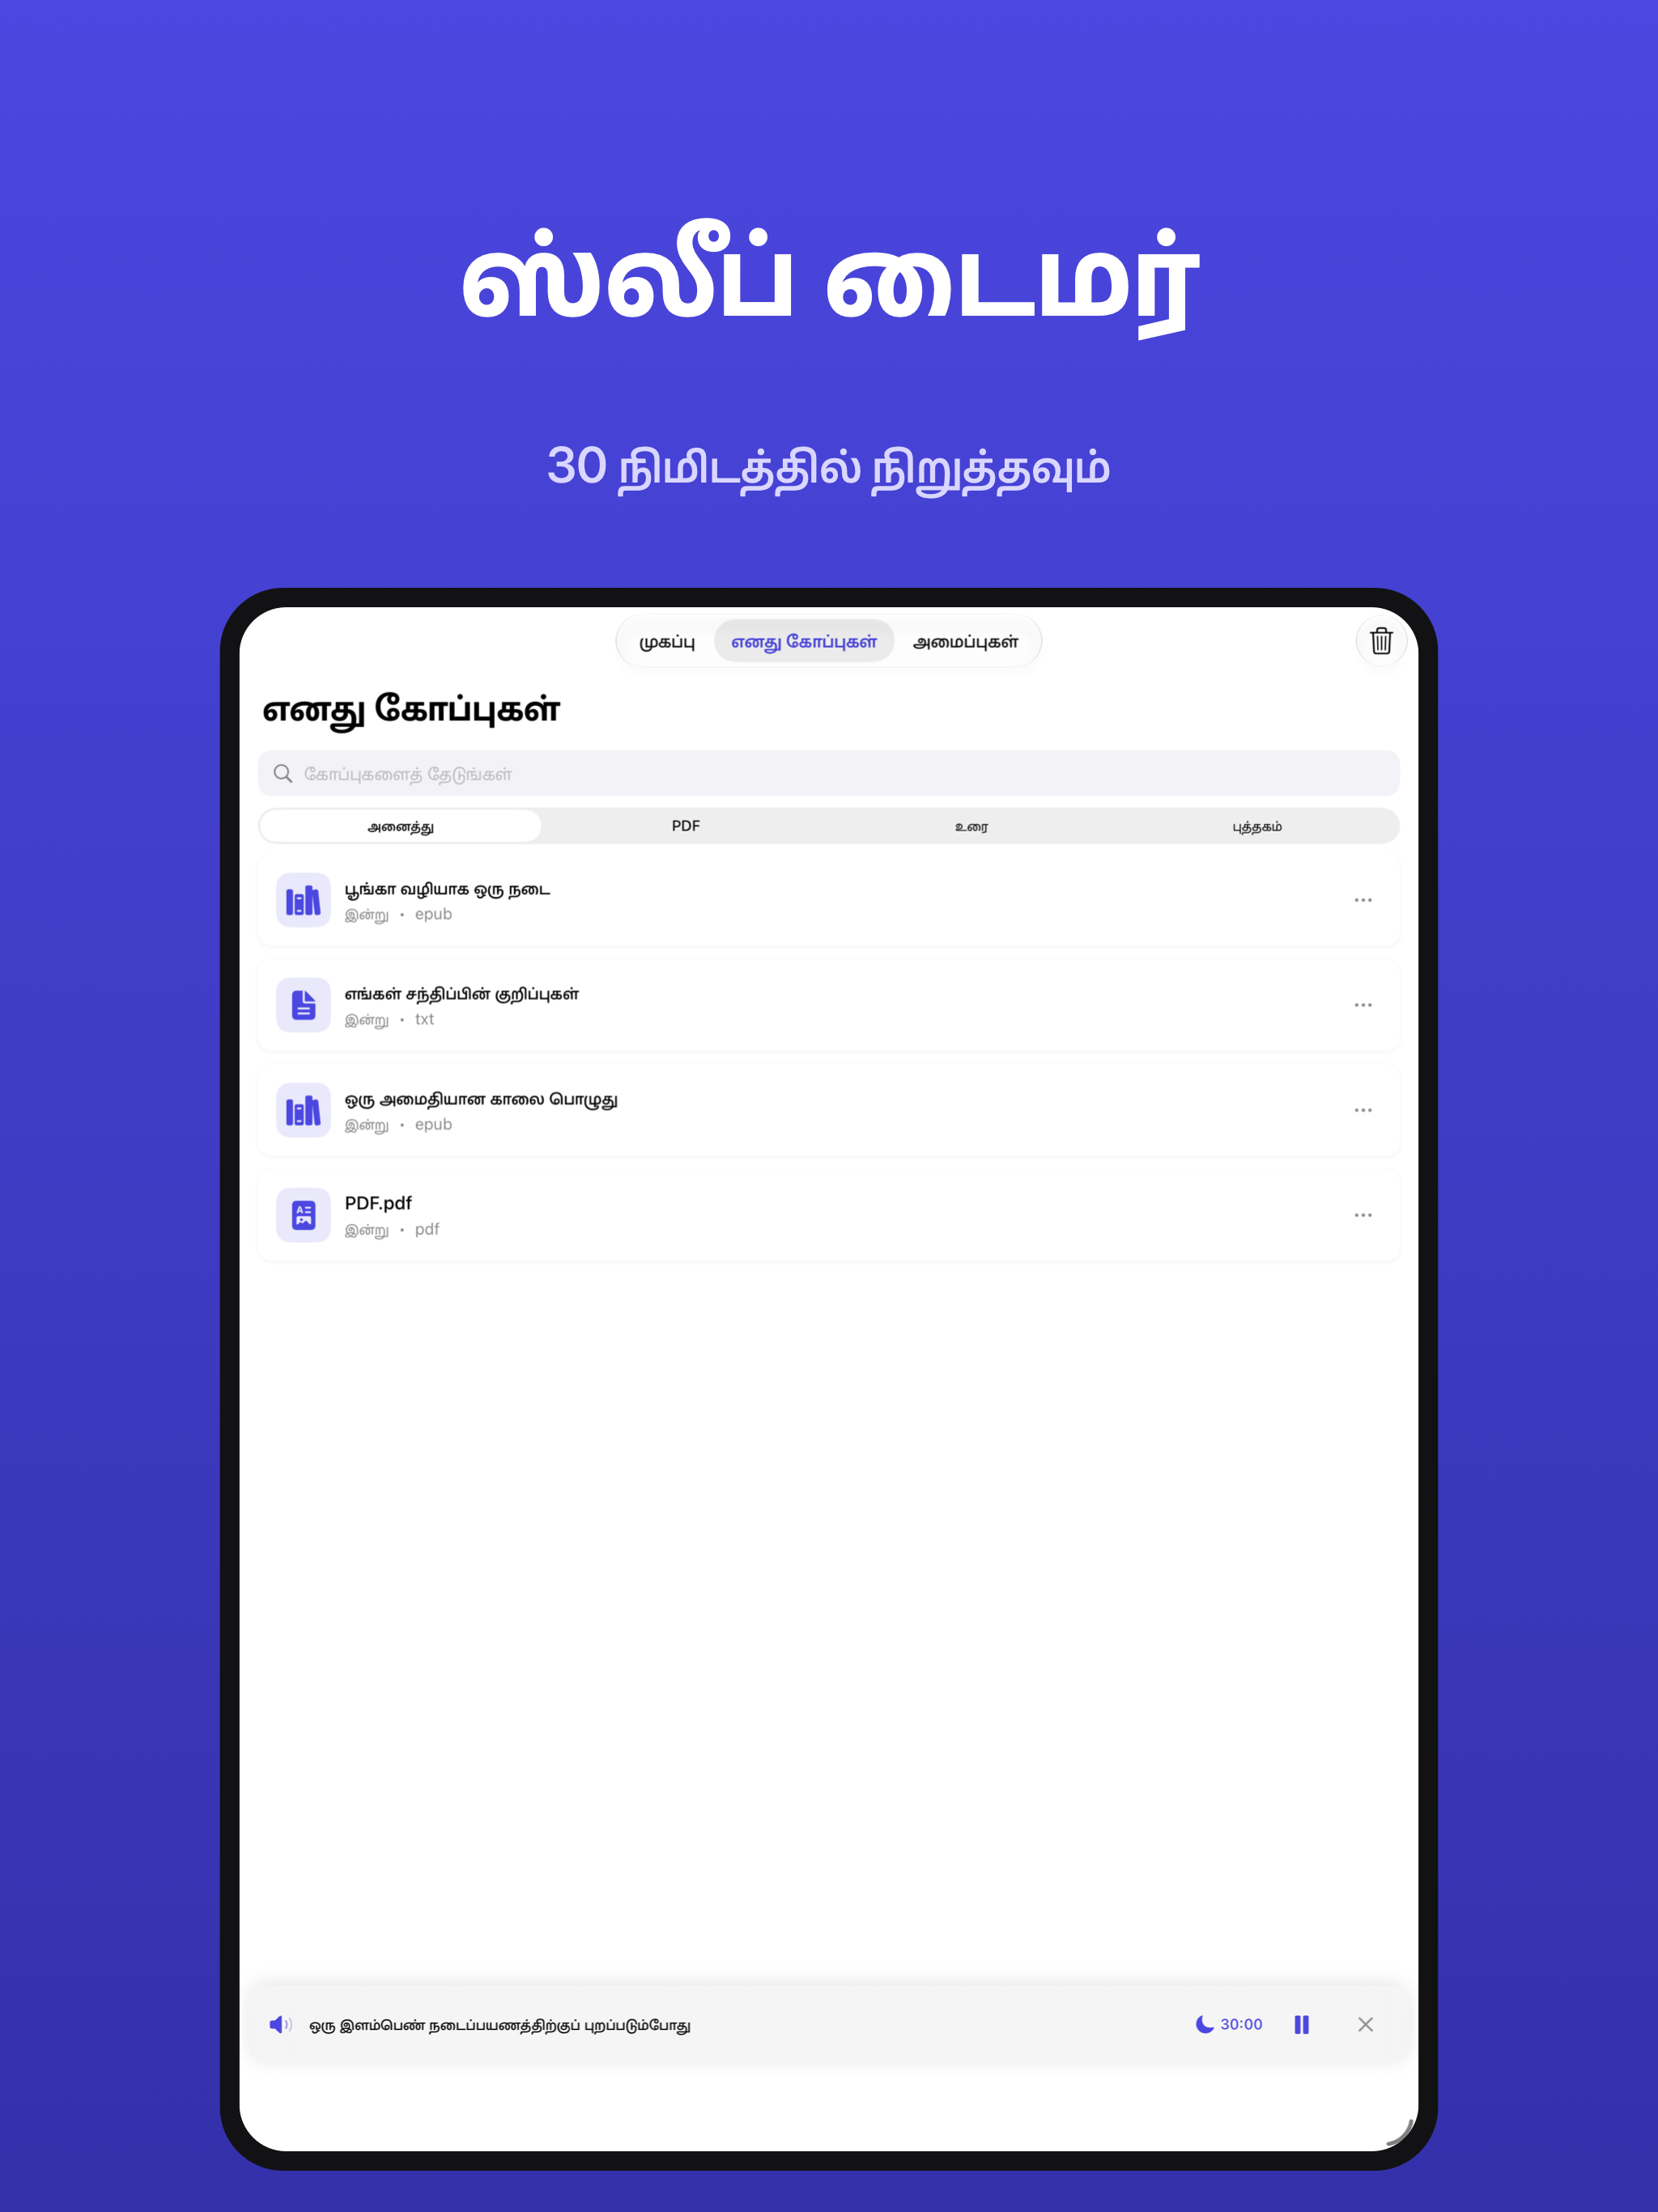 ஸ்லீப் டைமர்
30 நிமிடத்தில் நிறுத்தவும்
முகப்பு எனது கோப்புகள் அமைப்புகள்
எனது கோப்புகள்
கோப்புகளைத் தேடுங்கள்
அனைத்து PDF உரை புத்தகம்
பூங்கா வழியாக ஒரு நடை
இன்று • epub
எங்கள் சந்திப்பின் குறிப்புகள்
இன்று • txt
ஒரு அமைதியான காலை பொழுது
இன்று • epub
PDF.pdf
இன்று • pdf
ஒரு இளம்பெண் நடைப்பயணத்திற்குப் புறப்படும்போது 30:00